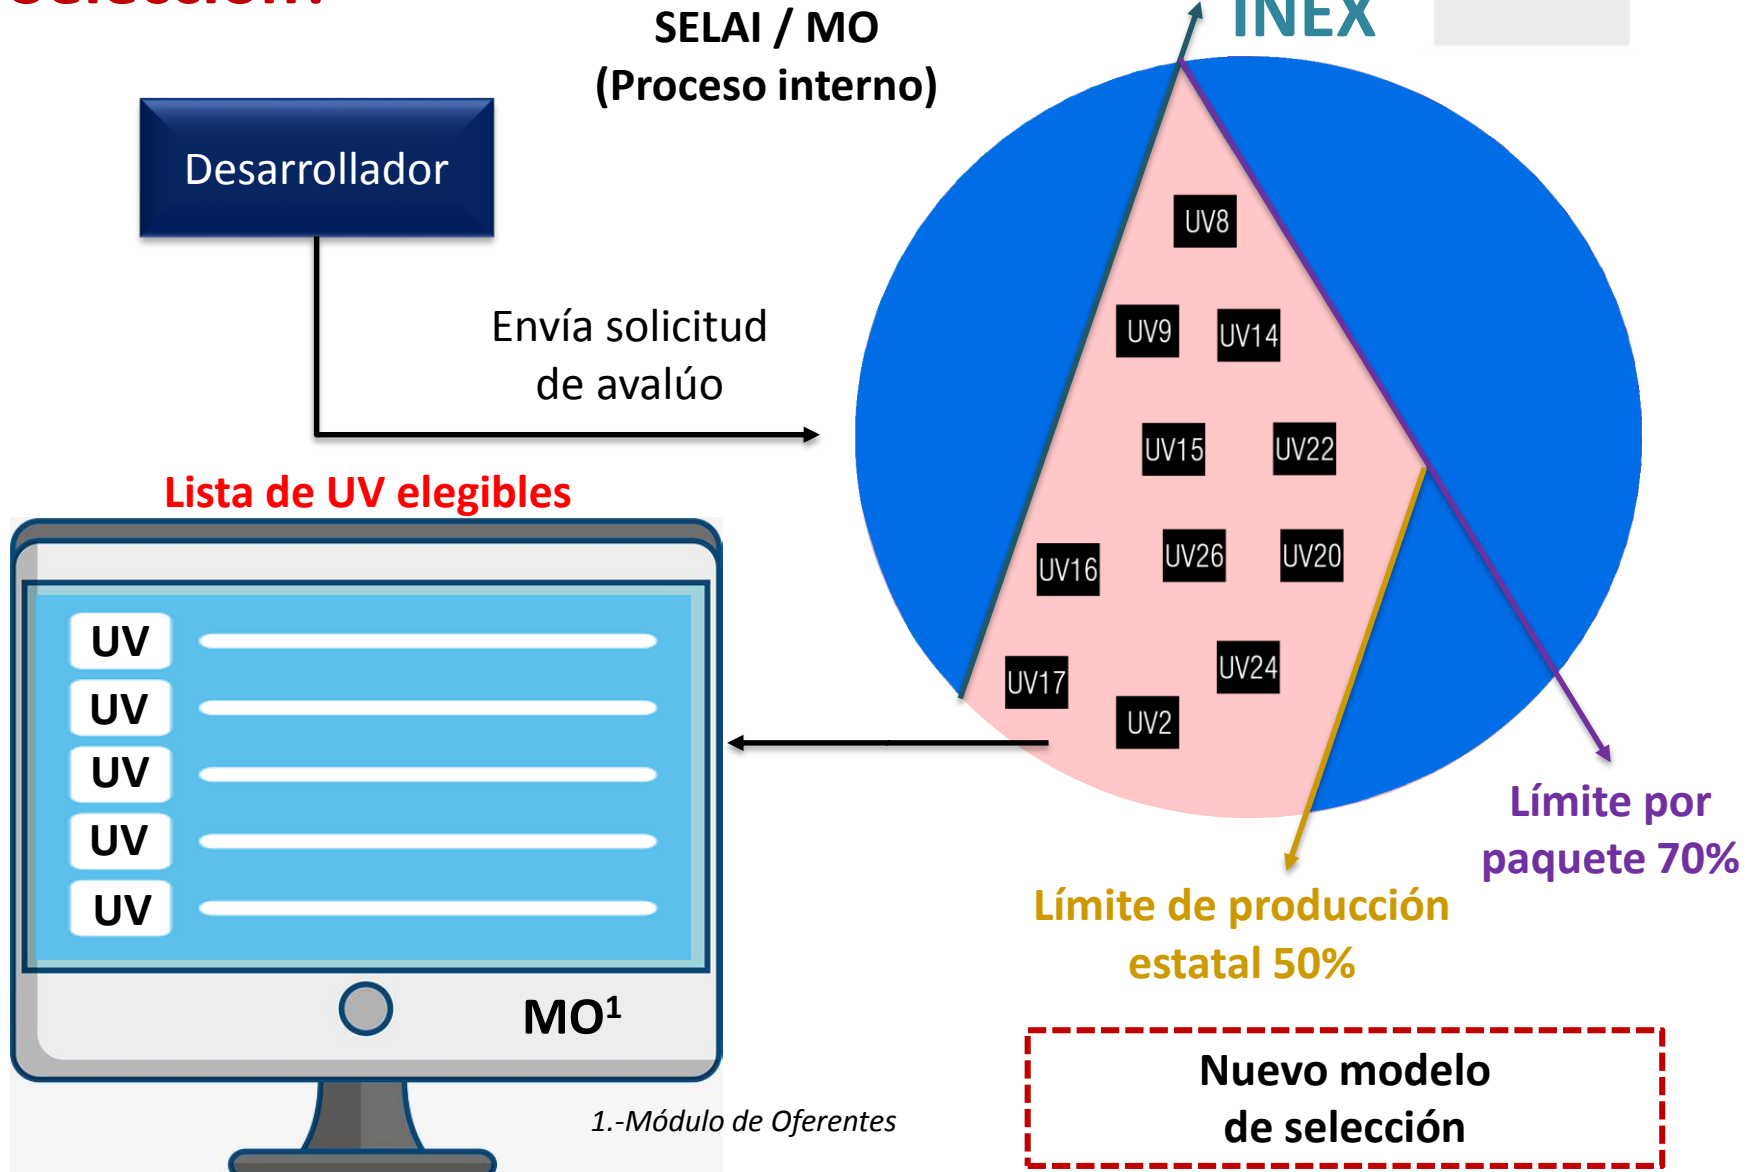 SELAI / MO
(Proceso interno)
INEX
Desarrollador
Envía solicitud
de avalúo
UV8
UV9
UV14
UV15
UV22
UV16
UV26
UV20
UV17
UV24
UV2
Lista de UV elegibles
UV
UV
UV
UV
UV
MO¹
Límite por
paquete 70%
Límite de producción
estatal 50%
Nuevo modelo
de selección
1.-Módulo de Oferentes